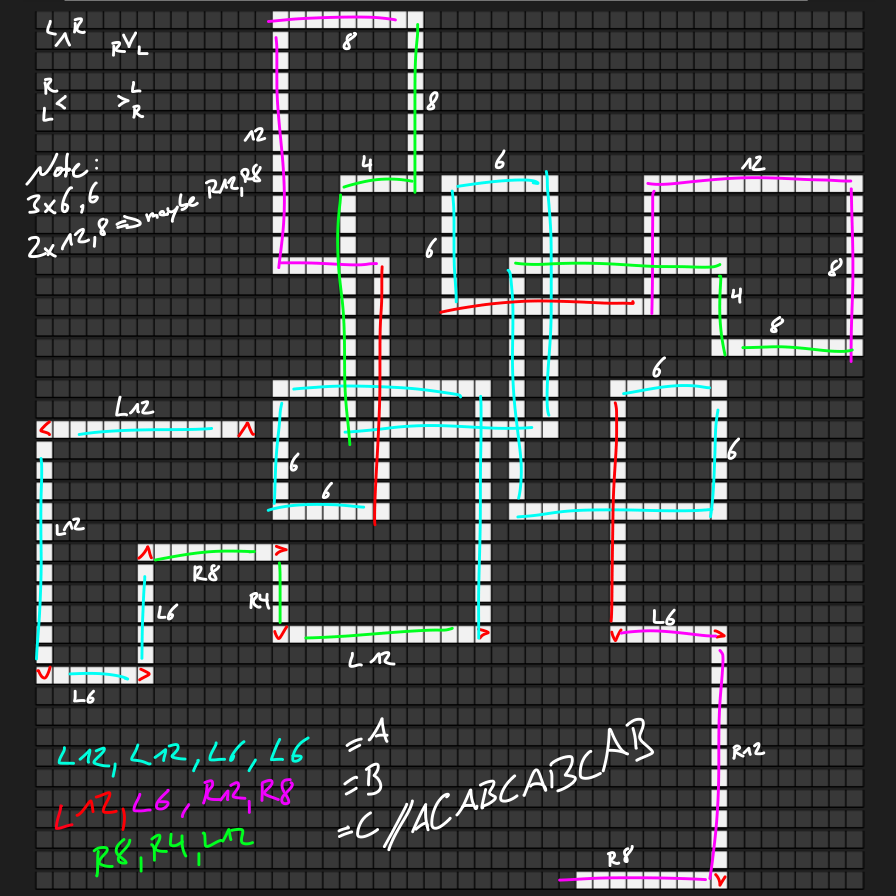 L Λ R
R V L
R < L
> L R
8
8
12
Note:
3x6,6
2x12,8 => maybe R12,R8
4
6
12
6
8
4
8
6
L12
6
6
6
L12
R8
R4
L6
L6
L12
L6
R12
R8
L12, L12, L6, L6 = A
L12, L6, R12, R8 = B
R8, R4, L12 = C // ACABCABCAB